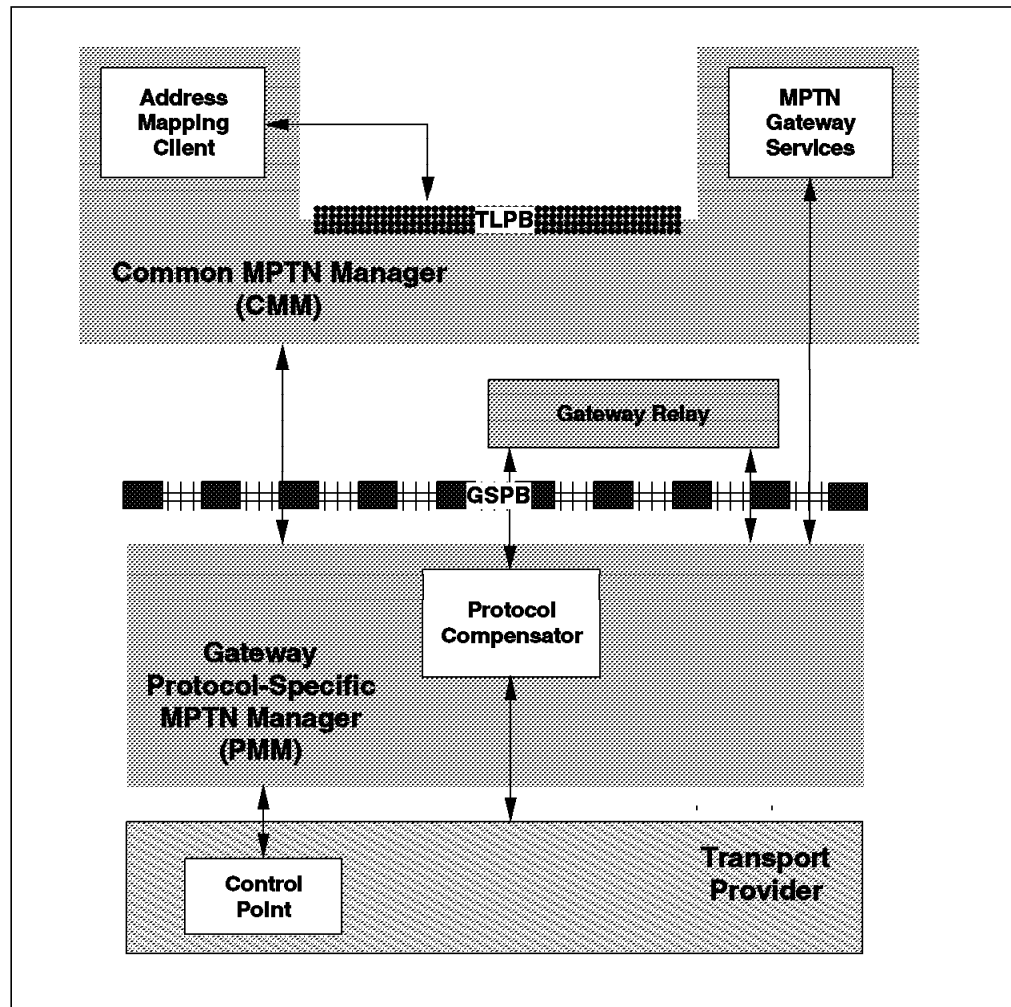 Address
Mapping
Client
MPTN
Gateway
Services
TLPB
Common MPTN Manager
(CMM)
Gateway Relay
GSPB
Protocol
Compensator
Gateway
Protocol-Specific
MPTN Manager
(PMM)
Transport
Provider
Control
Point